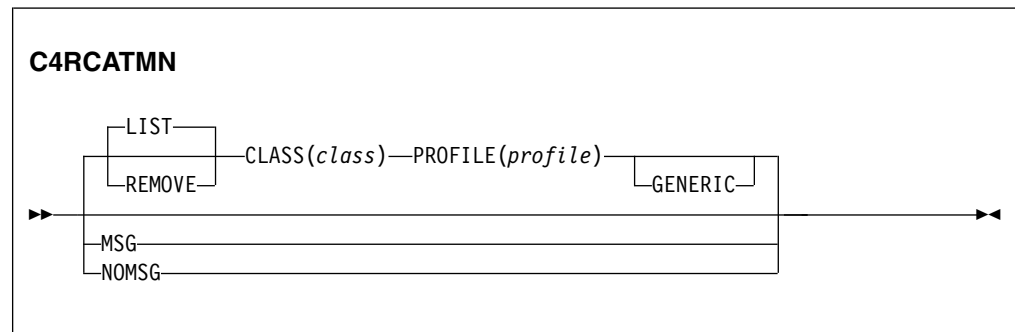 C4RCATMN
LIST
CLASS(class) PROFILE(profile)
REMOVE GENERIC
MSG
NOMSG